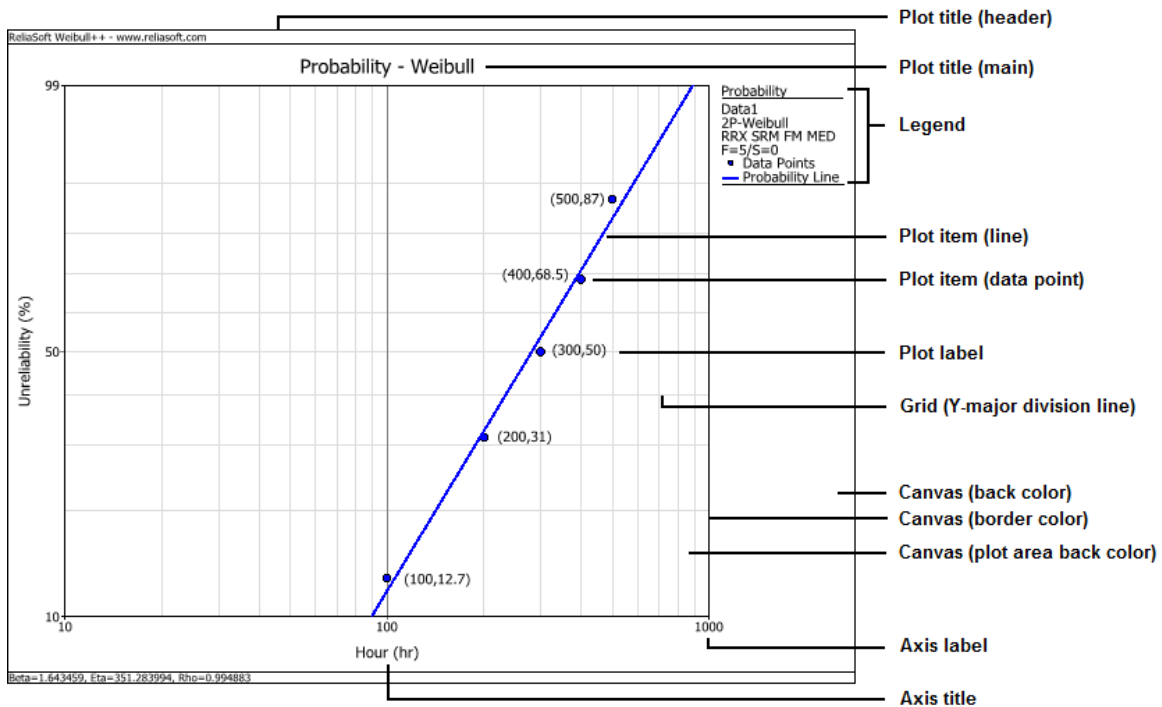 Plot title (header)
ReliaSoft Weibull++ - www.reliasoft.com
Probability - Weibull
Plot title (main)
99
Probability
Data1
2P-Weibull
RRX SRM FM MED
F=5/S=0
Data Points
Probability Line
Legend
(500,87)
Plot item (line)
(400,68.5)
Plot item (data point)
Unreliability (%)
50
(300,50)
Plot label
Grid (Y-major division line)
(200,31)
Canvas (back color)
Canvas (border color)
Canvas (plot area back color)
(100,12.7)
10
10
100
1000
Hour (hr)
Axis label
Beta=1.643459, Eta=351.283994, Rho=0.994883
Axis title